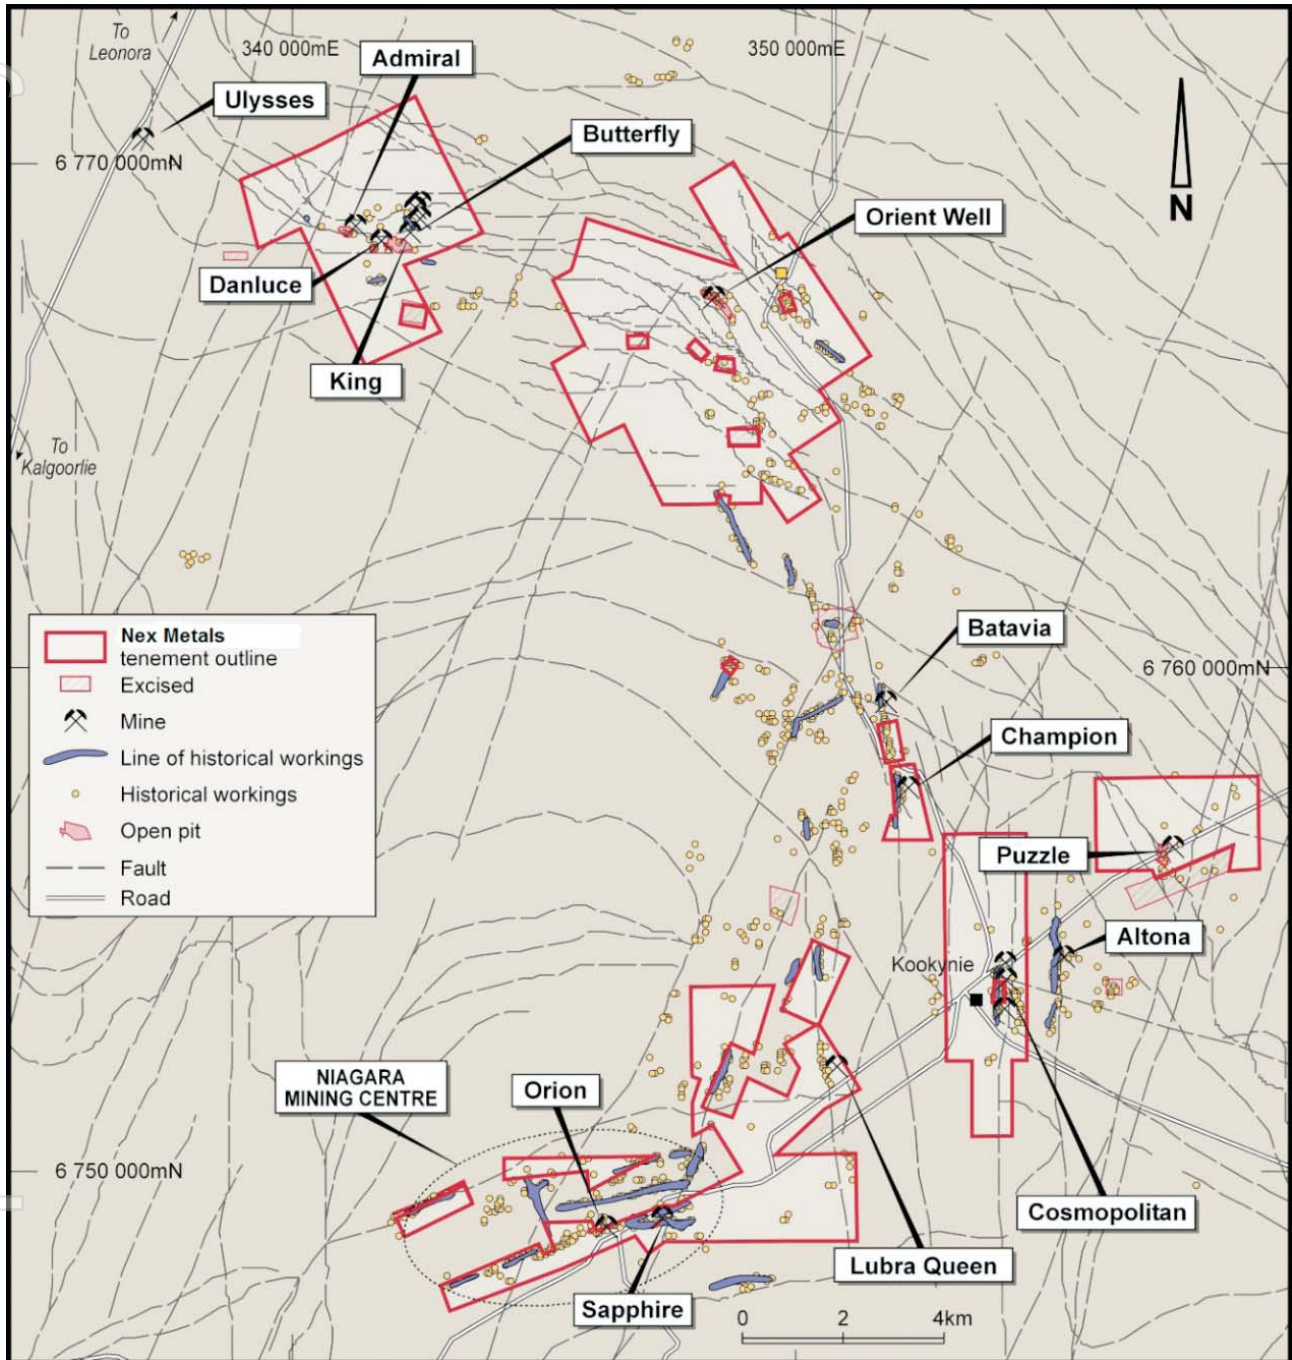 To
Leonora
340 000mE
350 000mE
Admiral
Ulysses
Butterfly
6 770 000mN
Orient Well
N
Danluce
King
To
Kalgoorlie
Nex Metals
tenement outline
Excised
Mine
Line of historical workings
Historical workings
Open pit
Fault
Road
Batavia
6 760 000mN
Champion
Puzzle
Altona
Kookynie
NIAGARA
MINING CENTRE
Orion
6 750 000mN
Cosmopolitan
Lubra Queen
Sapphire
0 2 4km